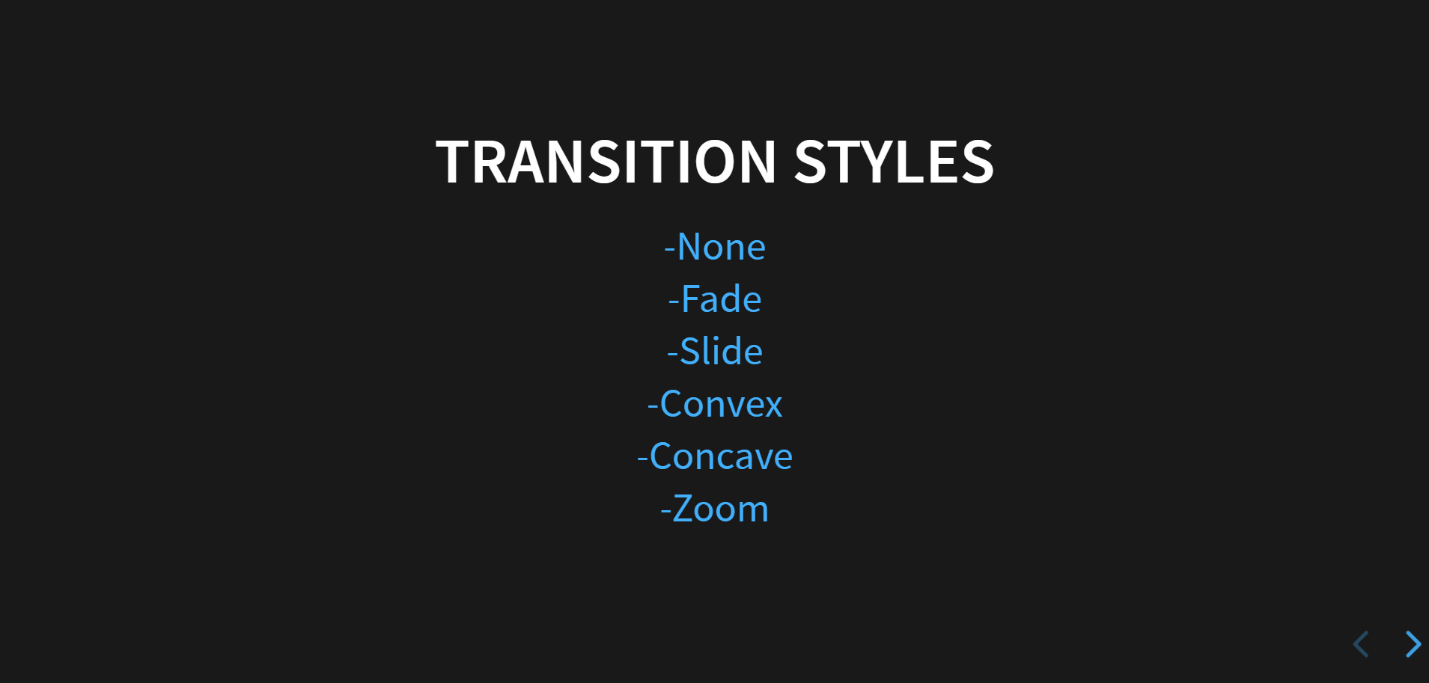 TRANSITION STYLES
-None
-Fade
-Slide
-Convex
-Concave
-Zoom